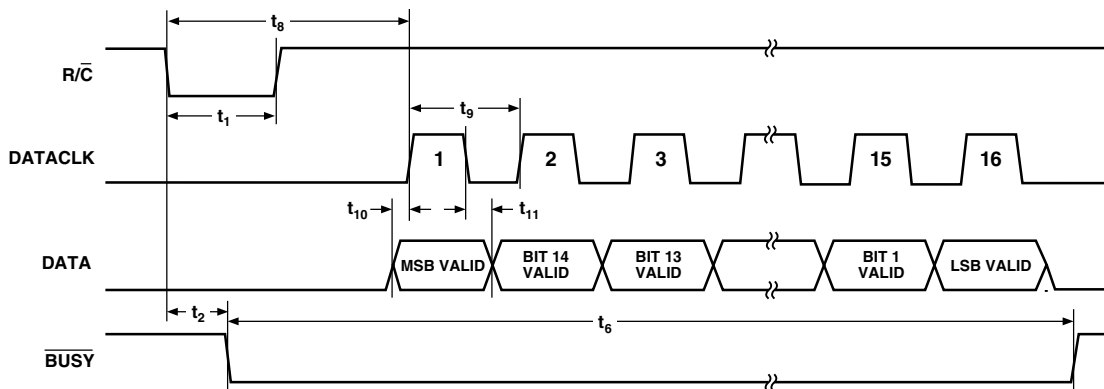 t₈
R/C̅
t₁
t₉
DATACLK
1 2 3 15 16
t₁₀ t₁₁
DATA
MSB VALID BIT 14 VALID BIT 13 VALID BIT 1 VALID LSB VALID
t₂ t₆
B̅U̅S̅Y̅